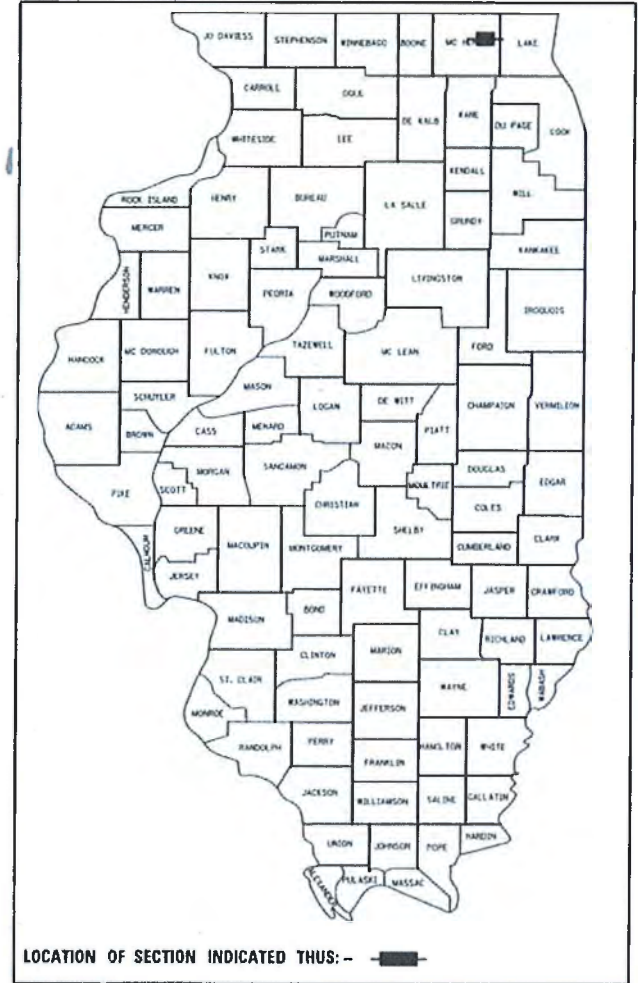 JO DAVIESS STEPHENSON WINNEBAGO BOONE MC HE LAKE
CARROLL OGLE DE KALB KANE DU PAGE COOK
WHITESIDE LEE
KENDALL WILL
ROCK ISLAND HENRY BUREAU LA SALLE GRUNDY
MERCER STARK PUTNAM KANKAKEE
MARSHALL
HENDERSON WARREN KNOX PEORIA WOODFORD LIVINGSTON IROQUOIS
HANCOCK MC DONOUGH FULTON TAZEWELL MC LEAN FORD
MASON
SCHUYLER LOGAN DE WITT CHAMPAIGN VERMILION
ADAMS BROWN CASS MENARD MACON PIATT
MORGAN SANGAMON DOUGLAS EDGAR
PIKE SCOTT CHRISTIAN MOULTRIE COLES
CALHOUN GREENE MACOUPIN MONTGOMERY SHELBY CUMBERLAND CLARK
JERSEY FAYETTE EFFINGHAM JASPER CRAWFORD
MADISON BOND
CLAY RICHLAND LAWRENCE
CLINTON MARION
ST. CLAIR WAYNE EDWARDS WABASH
WASHINGTON JEFFERSON
MONROE
RANDOLPH PERRY HAMILTON WHITE
FRANKLIN
JACKSON WILLIAMSON SALINE GALLATIN
UNION JOHNSON POPE HARDIN
ALEXANDER PULASKI MASSAC
LOCATION OF SECTION INDICATED THUS: -